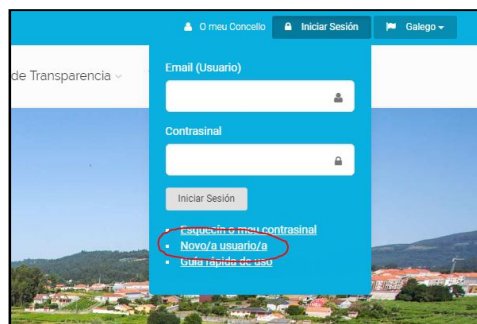 O meu Concello Iniciar Sesión Galego
de Transparencia
Email (Usuario)
Contrasinal
Iniciar Sesión
Esquecín o meu contrasinal
Novo/a usuario/a
Guía rápida de uso